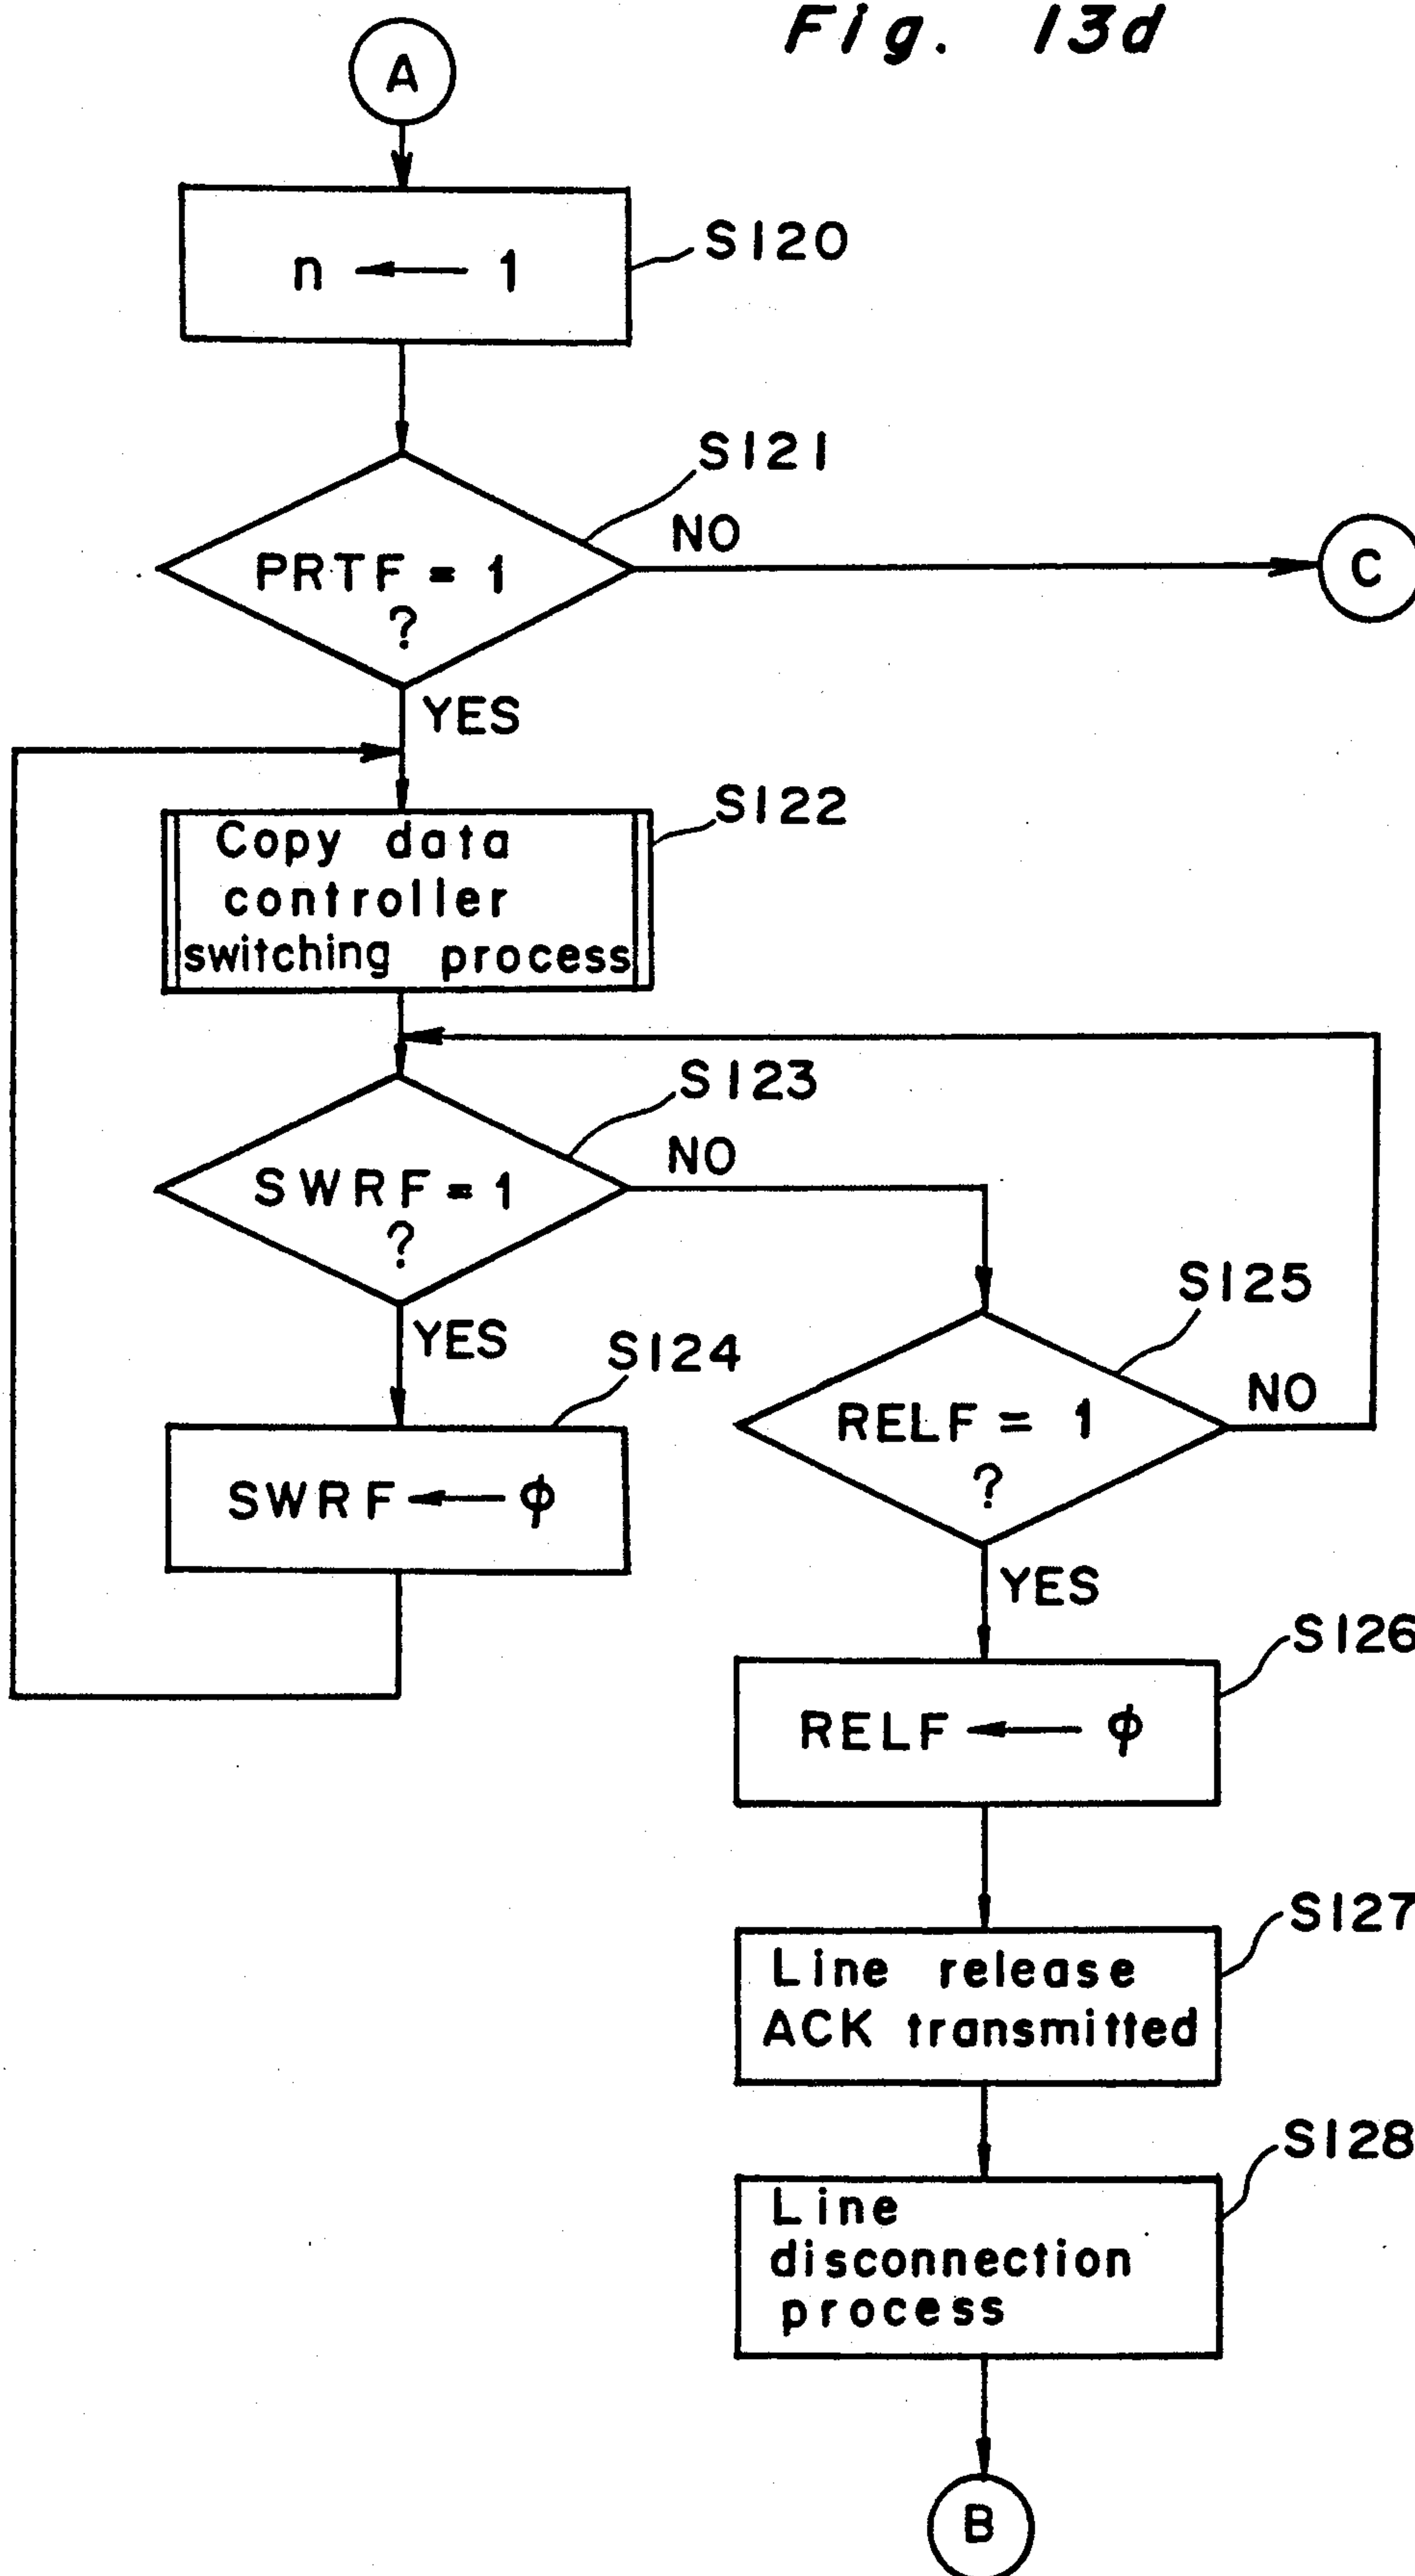 Fig. 13d
A
n ← 1
S120
S121
PRTF = 1
?
NO
C
YES
S122
Copy data
controller
switching process
S123
SWRF = 1
?
NO
YES
S124
SWRF ← φ
S125
RELF = 1
?
NO
YES
S126
RELF ← φ
S127
Line release
ACK transmitted
S128
Line
disconnection
process
B